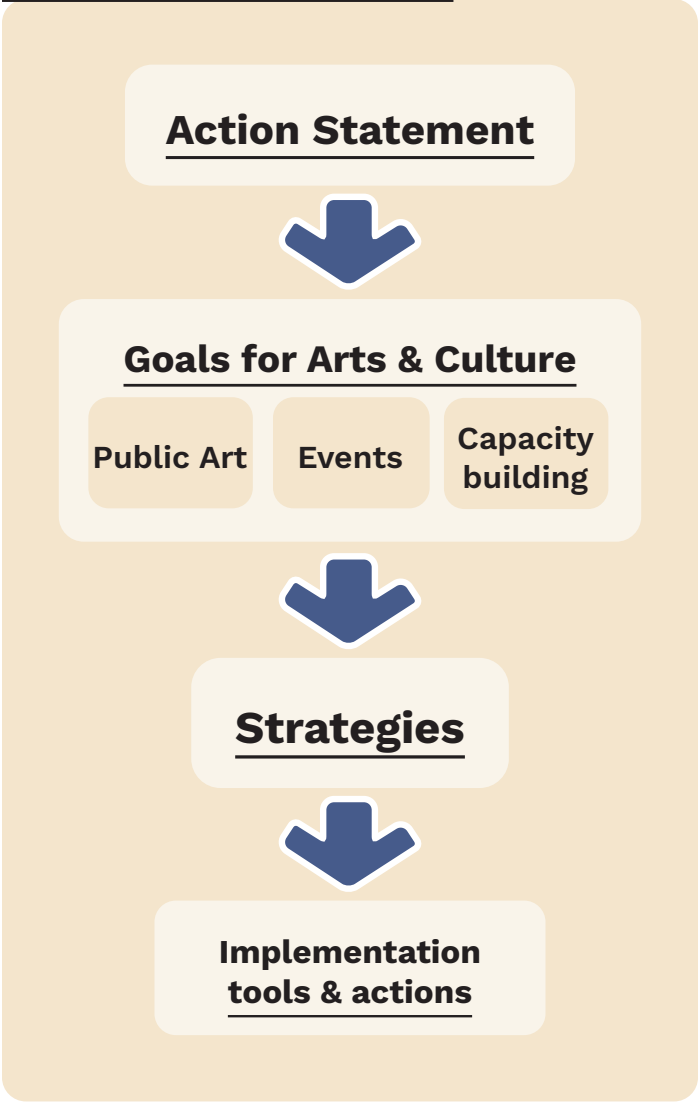 Action Statement
Goals for Arts & Culture
Public Art
Events
Capacity
building
Strategies
Implementation
tools & actions